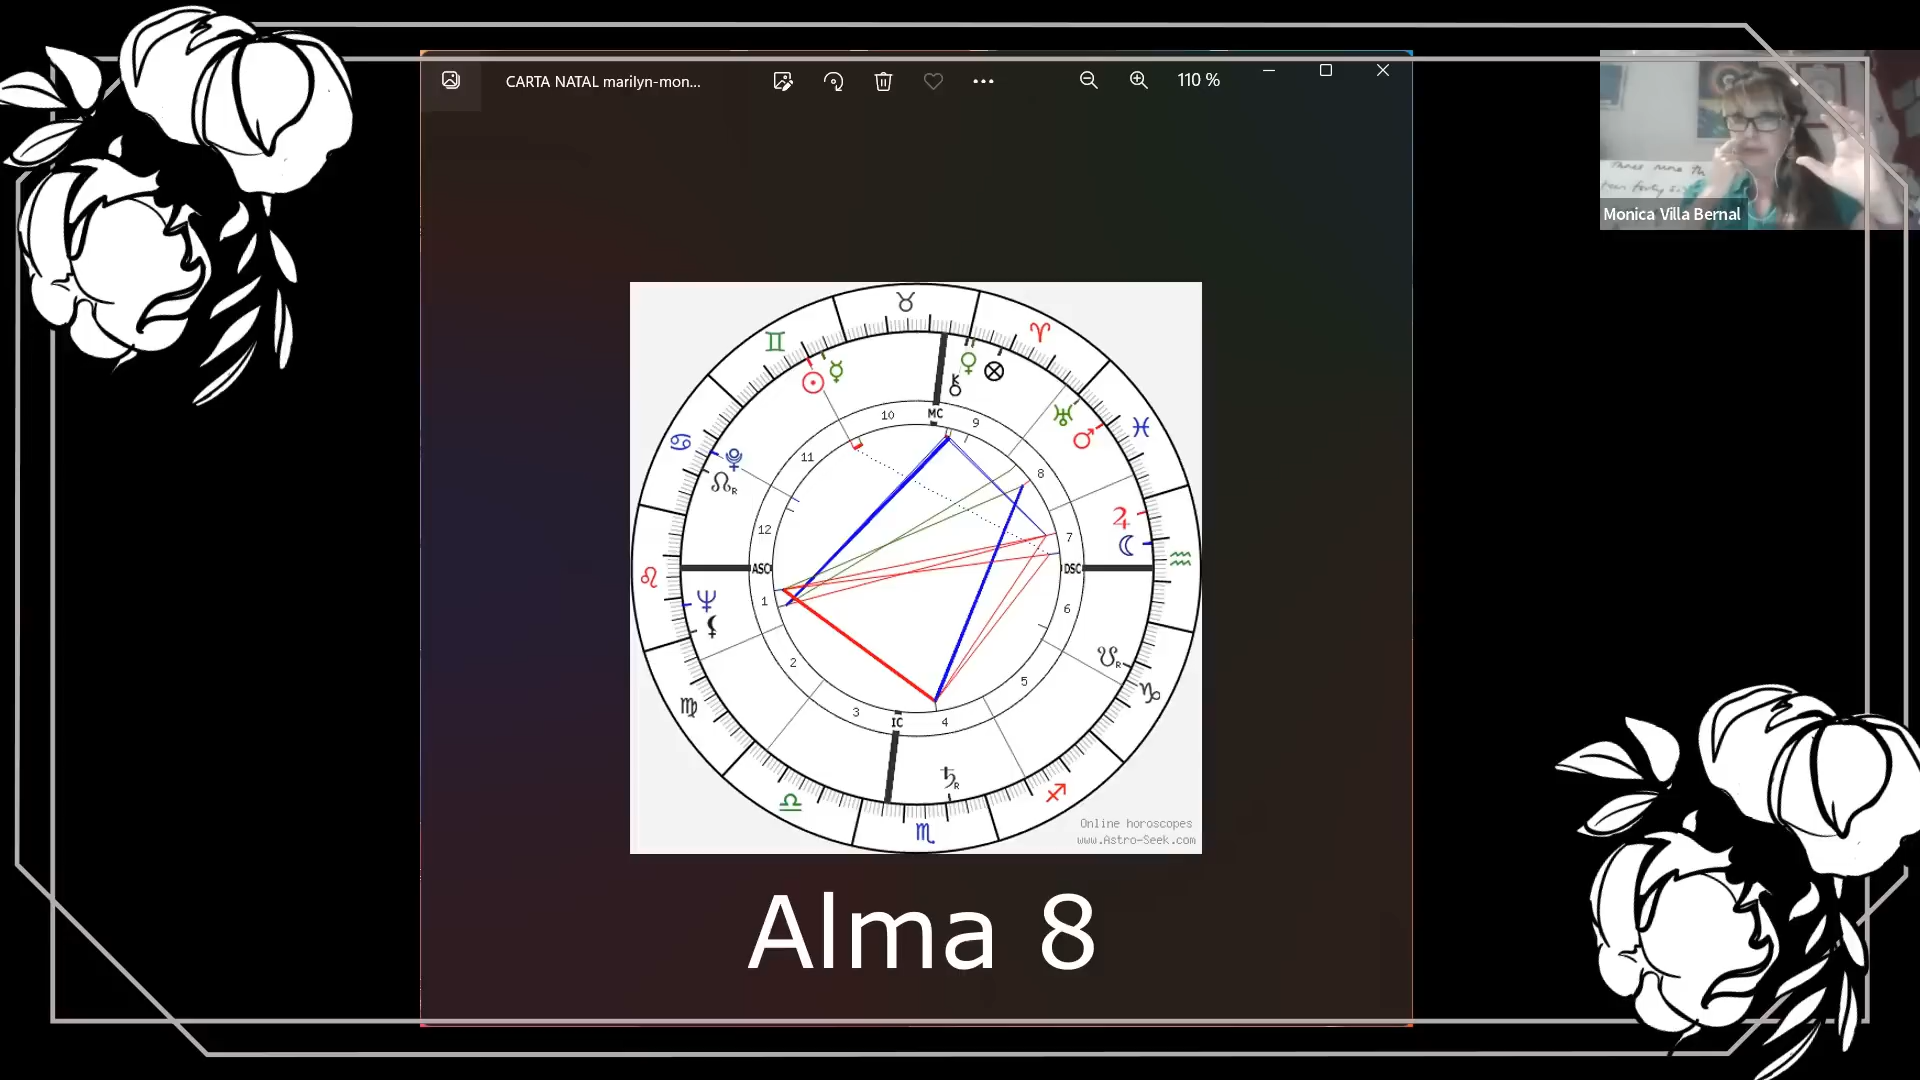 CARTA NATAL marilyn-mon...
110 %
Monica Villa Bernal
10
MC
9
11
8
12
7
ASC
DSC
1
6
2
5
3
IC
4
R
R
R
Online horoscopes
www.Astro-Seek.com
Alma 8